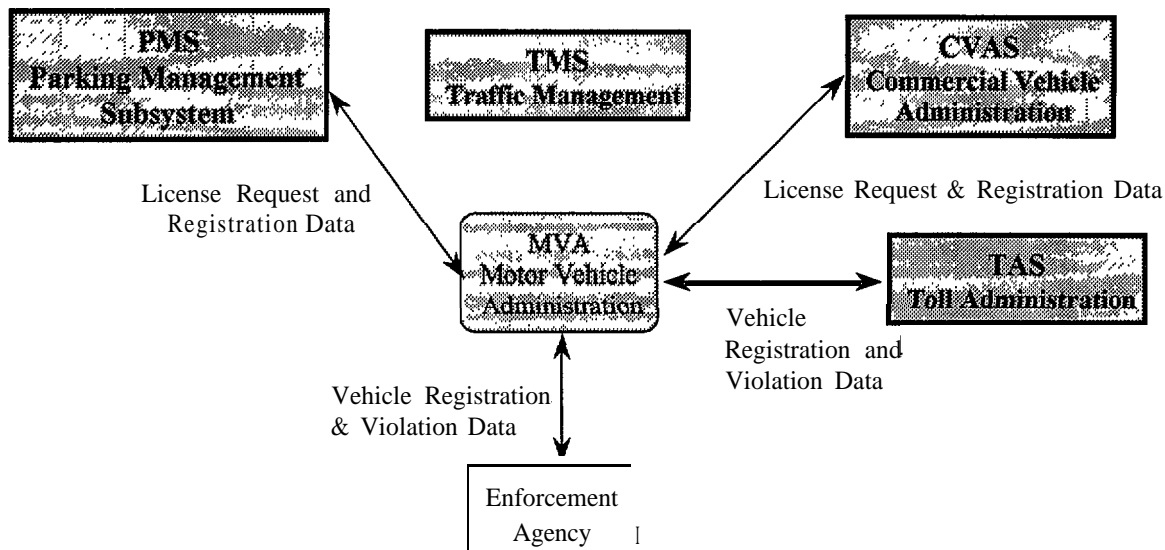 PMS
Parking Management
Subsystem
TMS
Traffic Management
CVAS
Commercial Vehicle
Administration
License Request and
Registration Data
License Request & Registration Data
MVA
Motor Vehicle
Administration
TAS
Toll Administration
Vehicle
Registration and
Violation Data
Vehicle Registration
& Violation Data
Enforcement
Agency